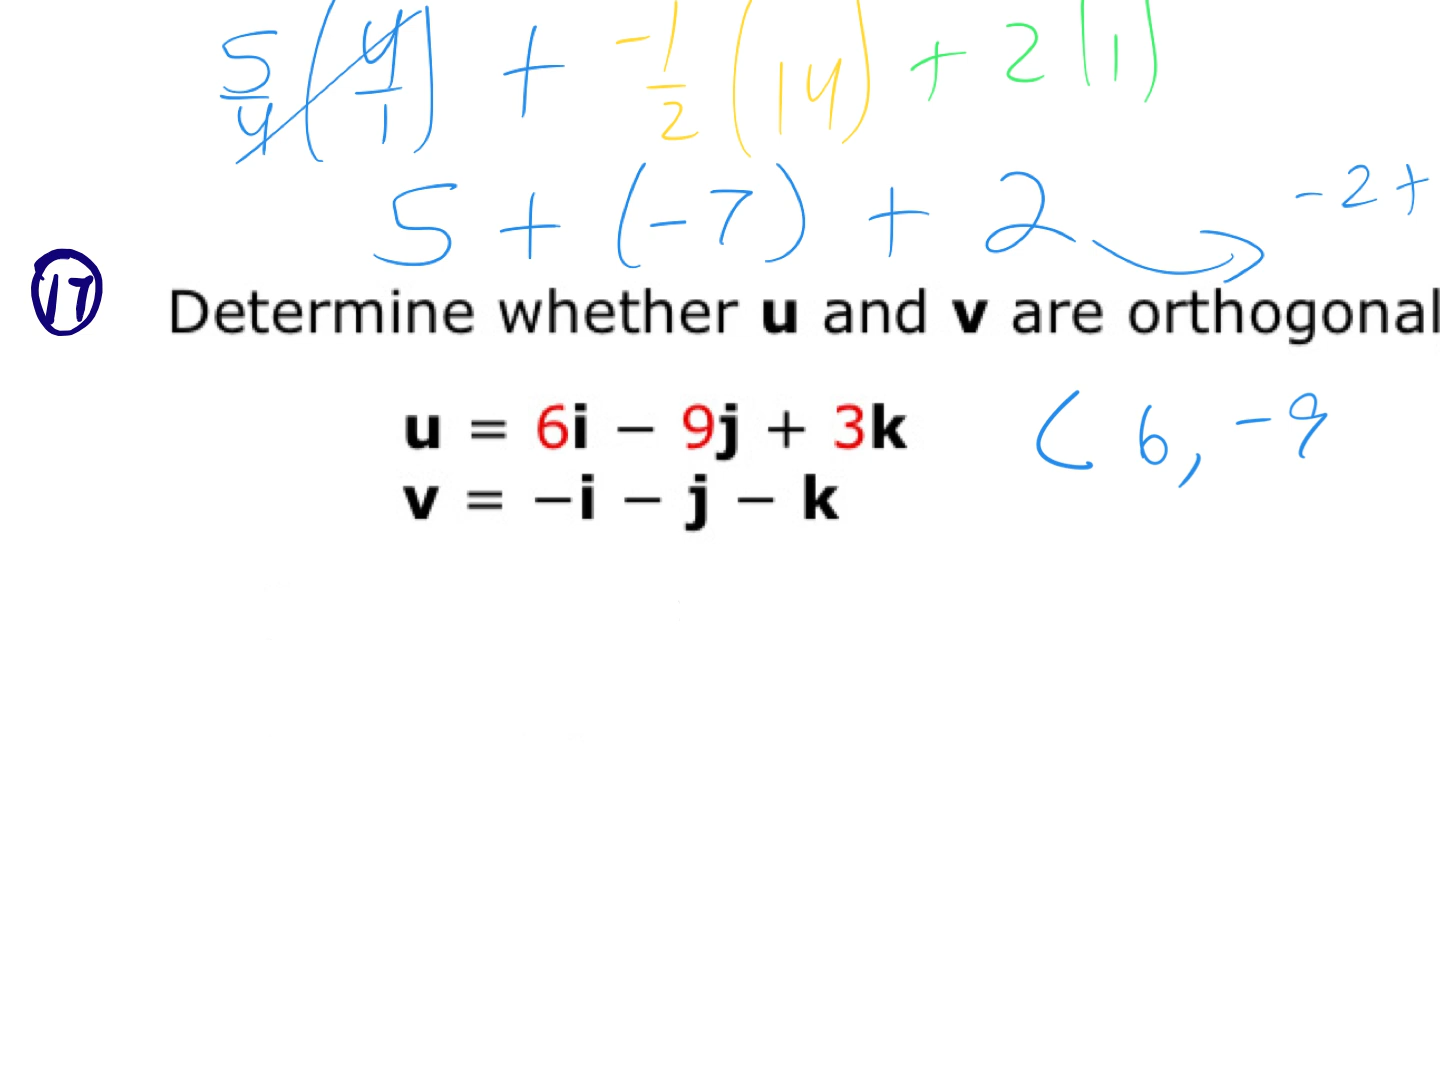 5/4 (4/1) + -1/2 (14) + 2(1)
5 + (-7) + 2 -2+
17 Determine whether u and v are orthogonal
u = 6i − 9j + 3k ⟨6, -9
v = −i − j − k